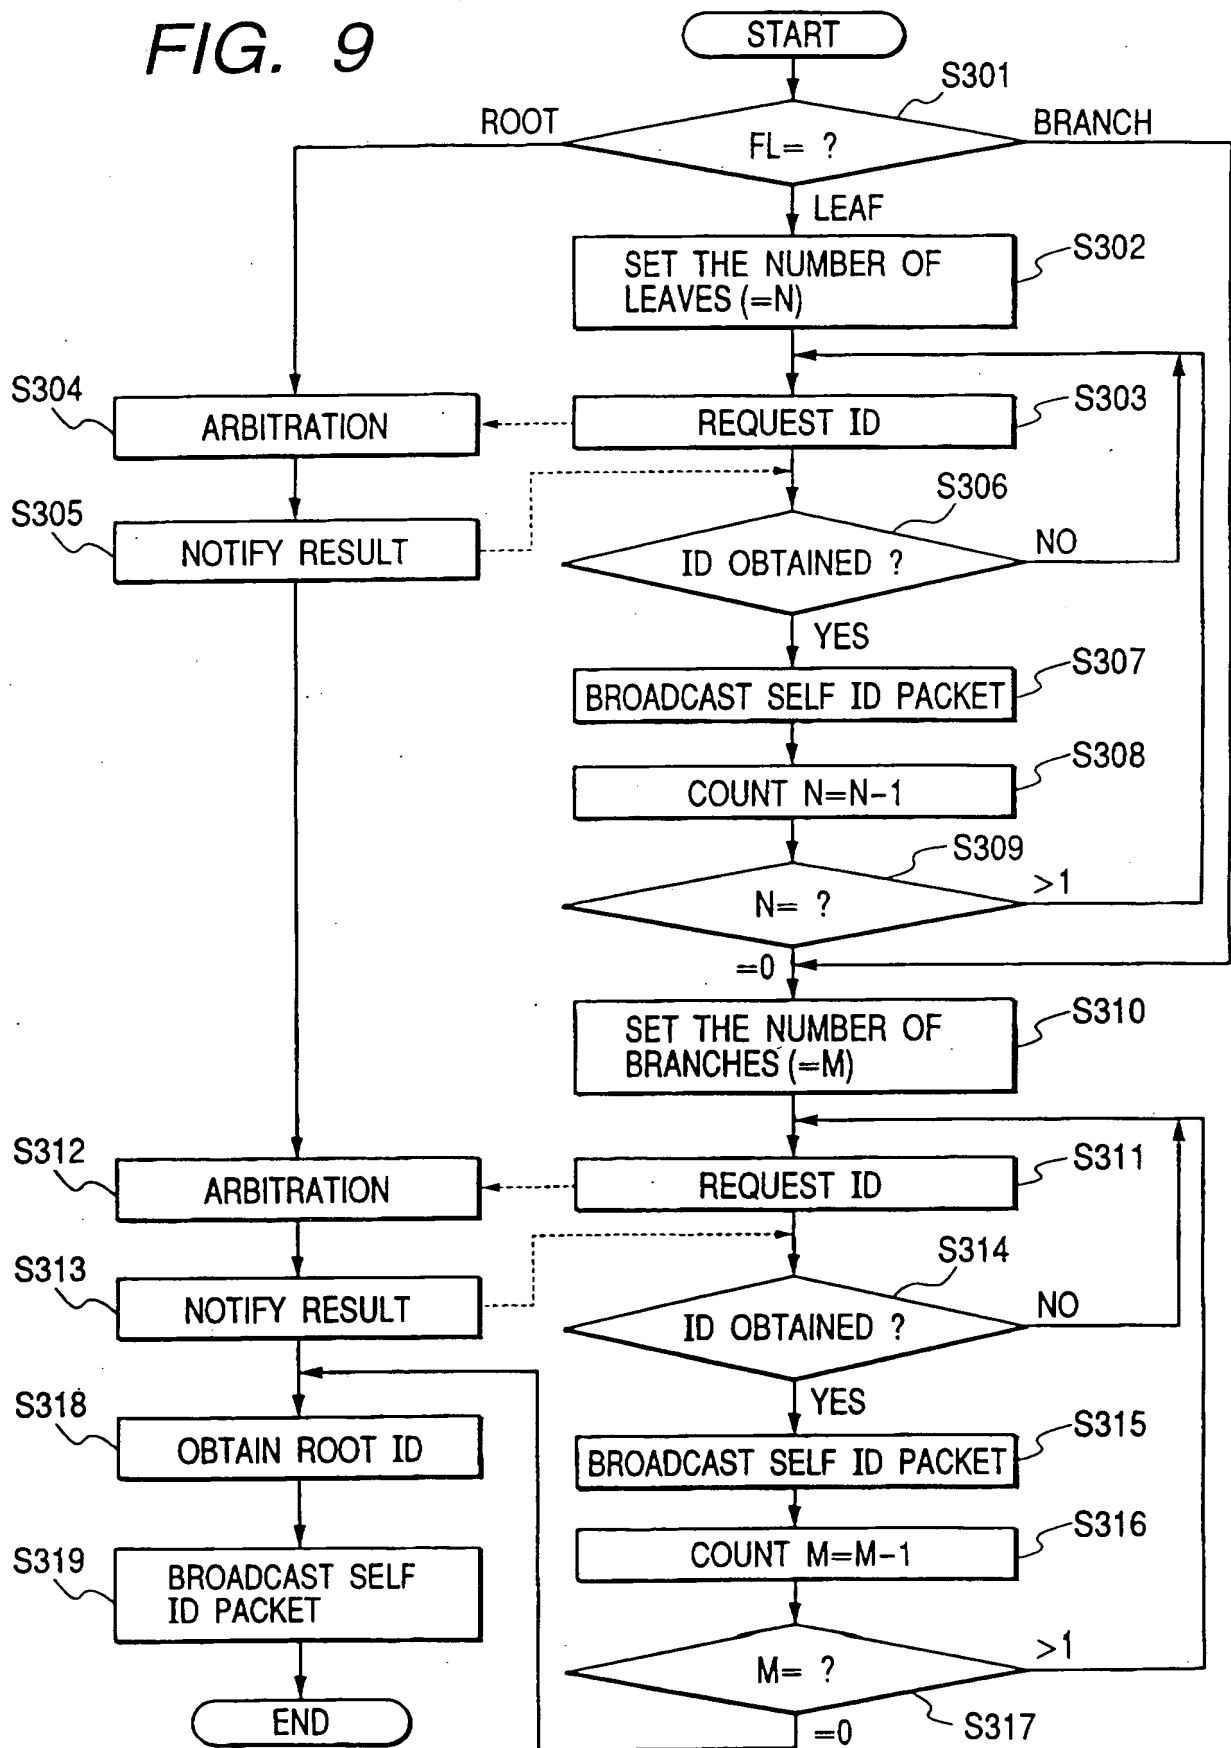 FIG. 9
START
S301
ROOT
FL= ?
BRANCH
LEAF
S302
SET THE NUMBER OF
LEAVES (=N)
S304
ARBITRATION
S303
REQUEST ID
S305
NOTIFY RESULT
S306
ID OBTAINED ?
NO
YES
S307
BROADCAST SELF ID PACKET
S308
COUNT N=N-1
S309
N= ?
>1
=0
S310
SET THE NUMBER OF
BRANCHES (=M)
S312
ARBITRATION
S311
REQUEST ID
S313
NOTIFY RESULT
S314
ID OBTAINED ?
NO
YES
S318
OBTAIN ROOT ID
S315
BROADCAST SELF ID PACKET
S316
COUNT M=M-1
S319
BROADCAST SELF
ID PACKET
M= ?
>1
S317
=0
END